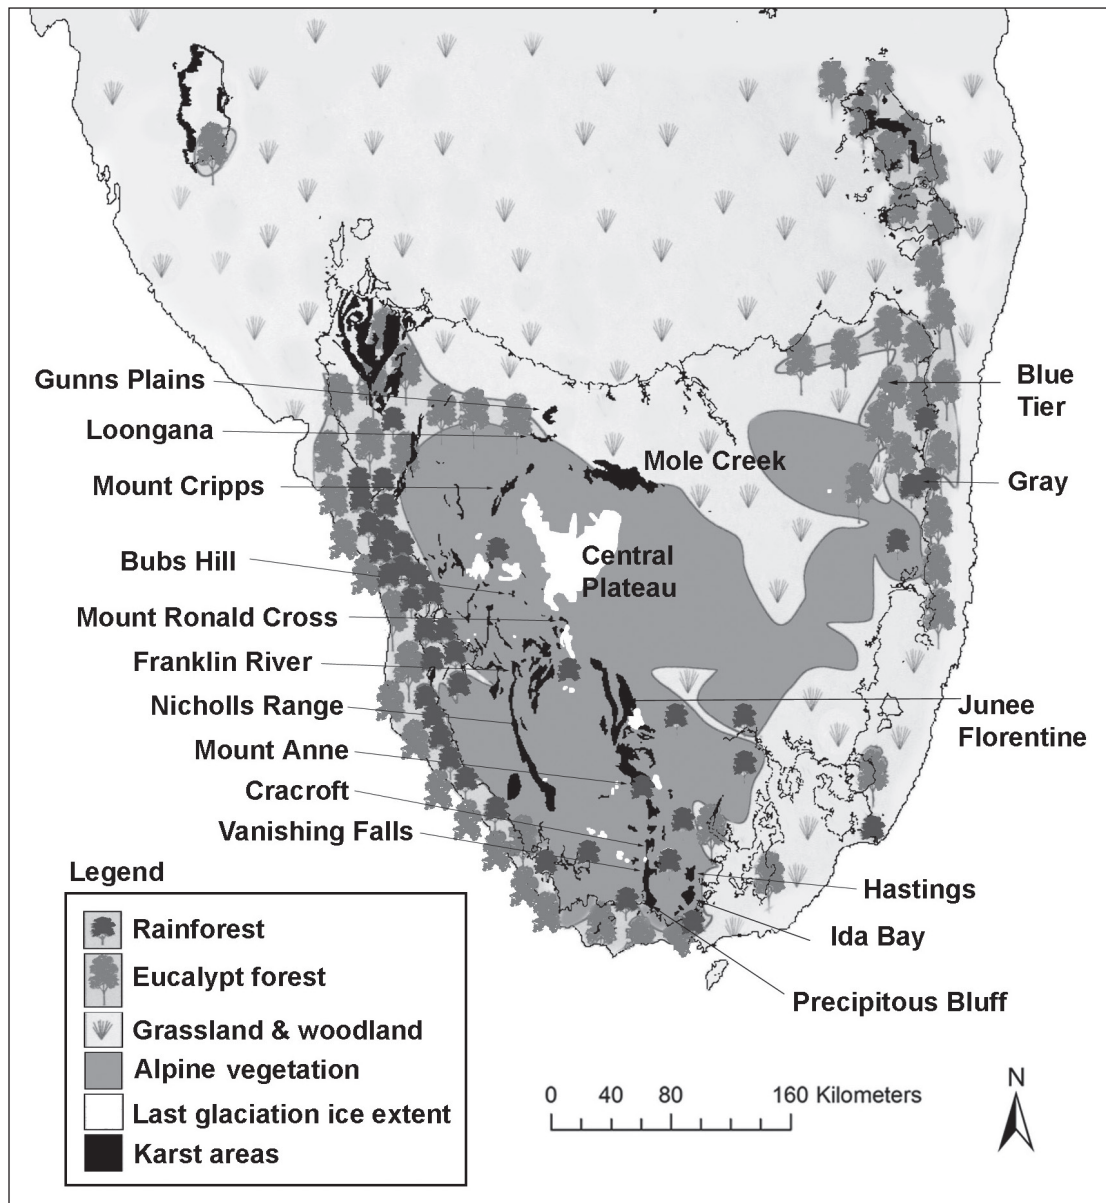 Gunns Plains
Loongana
Mount Cripps
Bubs Hill
Mount Ronald Cross
Franklin River
Nicholls Range
Mount Anne
Cracroft
Vanishing Falls
Mole Creek
Central
Plateau
Blue
Tier
Gray
Junee
Florentine
Hastings
Ida Bay
Precipitous Bluff
Legend
Rainforest
Eucalypt forest
Grassland & woodland
Alpine vegetation
Last glaciation ice extent
Karst areas
0 40 80 160 Kilometers
N